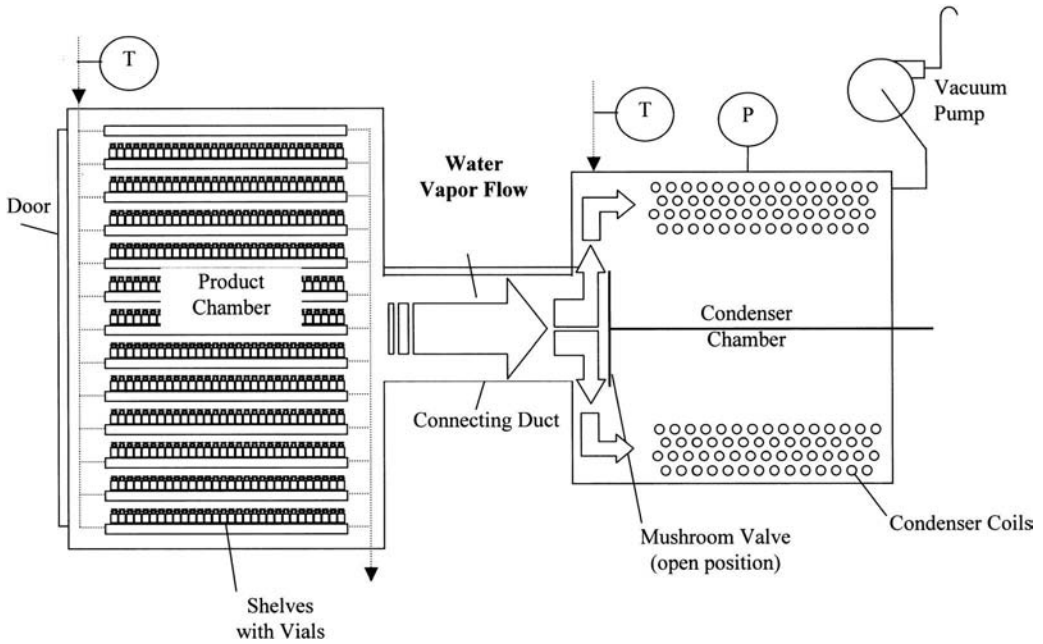 T
T
P
Vacuum
Pump
Water
Vapor Flow
Door
Product
Chamber
Condenser
Chamber
Connecting Duct
Mushroom Valve
(open position)
Condenser Coils
Shelves
with Vials